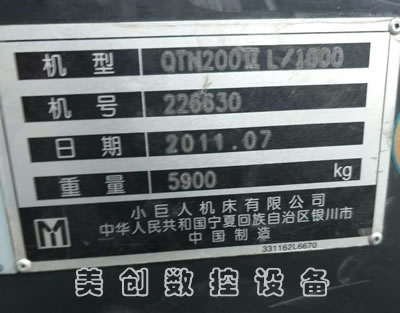 机 型 QTN200ⅡL/1000
机 号 226630
日 期 2011.07
重 量 5900 kg
小巨人机床有限公司
中华人民共和国宁夏回族自治区银川市
中国制造
331162L6670
美创数控设备